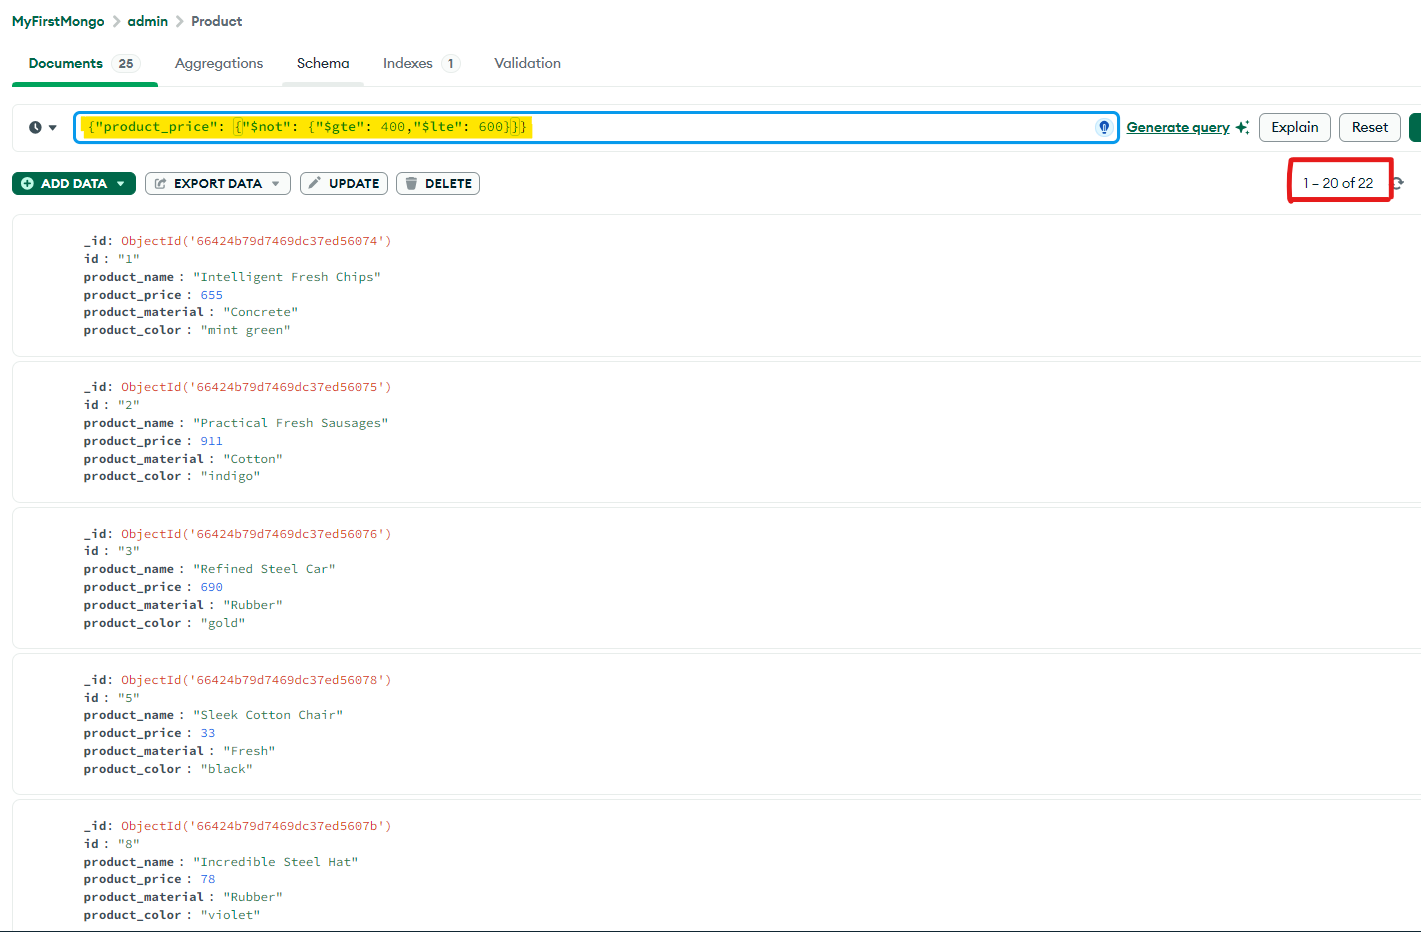 MyFirstMongo > admin > Product
Documents 25 Aggregations Schema Indexes 1 Validation
{"product_price": {"$not": {"$gte": 400,"$lte": 600}}} Generate query Explain Reset
ADD DATA EXPORT DATA UPDATE DELETE 1 – 20 of 22
_id: ObjectId('66424b79d7469dc37ed56074')
id : "1"
product_name : "Intelligent Fresh Chips"
product_price : 655
product_material : "Concrete"
product_color : "mint green"
_id: ObjectId('66424b79d7469dc37ed56075')
id : "2"
product_name : "Practical Fresh Sausages"
product_price : 911
product_material : "Cotton"
product_color : "indigo"
_id: ObjectId('66424b79d7469dc37ed56076')
id : "3"
product_name : "Refined Steel Car"
product_price : 690
product_material : "Rubber"
product_color : "gold"
_id: ObjectId('66424b79d7469dc37ed56078')
id : "5"
product_name : "Sleek Cotton Chair"
product_price : 33
product_material : "Fresh"
product_color : "black"
_id: ObjectId('66424b79d7469dc37ed5607b')
id : "8"
product_name : "Incredible Steel Hat"
product_price : 78
product_material : "Rubber"
product_color : "violet"